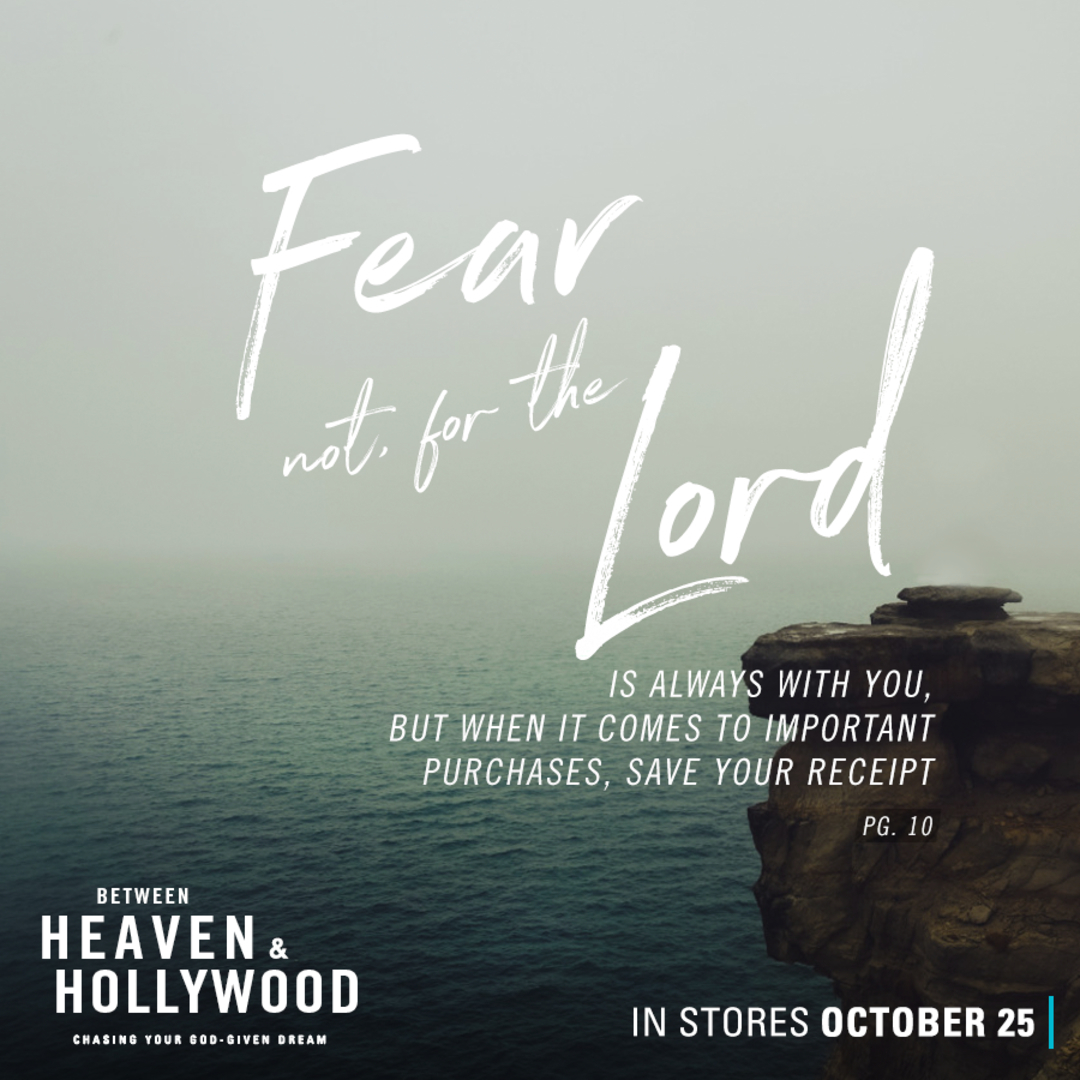 Fear
not, for the
Lord
IS ALWAYS WITH YOU,
BUT WHEN IT COMES TO IMPORTANT
PURCHASES, SAVE YOUR RECEIPT
PG. 10
BETWEEN
HEAVEN &
HOLLYWOOD
CHASING YOUR GOD-GIVEN DREAM
IN STORES OCTOBER 25